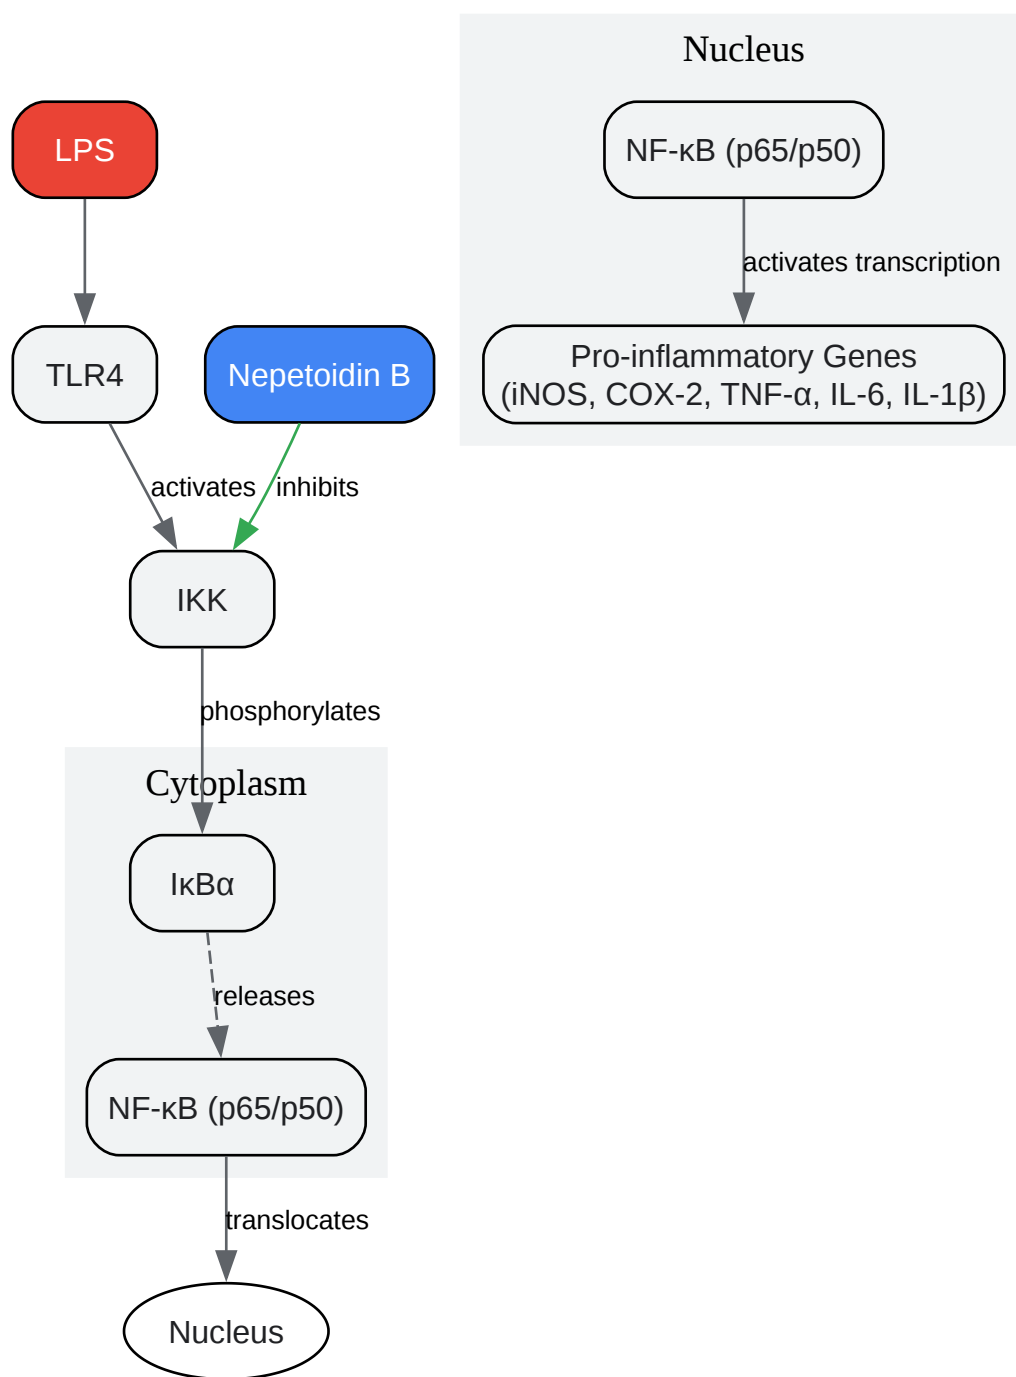 Nucleus
LPS
NF-κB (p65/p50)
activates transcription
TLR4
Nepetoidin B
Pro-inflammatory Genes
(iNOS, COX-2, TNF-α, IL-6, IL-1β)
activates
inhibits
IKK
phosphorylates
Cytoplasm
IκBα
releases
NF-κB (p65/p50)
translocates
Nucleus